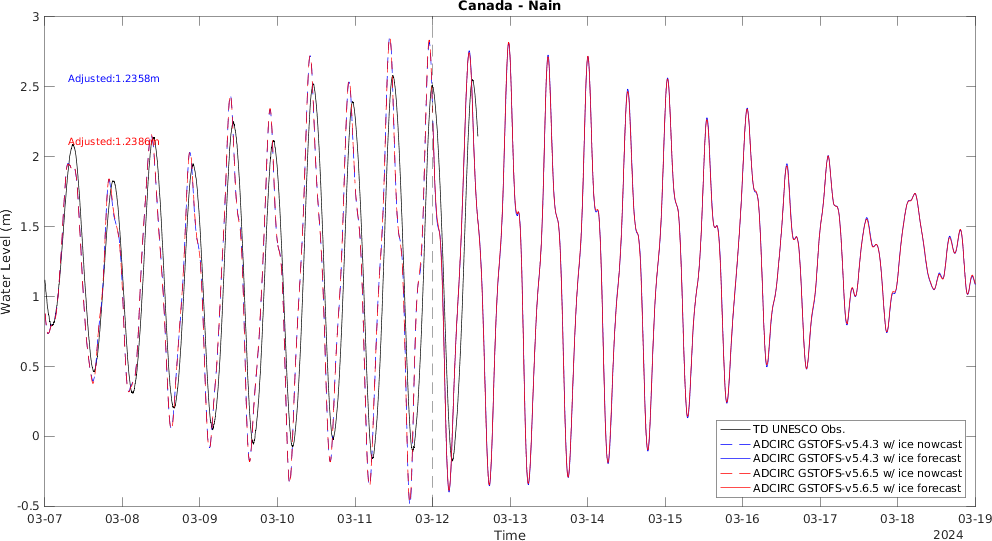 Canada - Nain
3
2.5
2
1.5
1
0.5
0
-0.5
Water Level (m)
Adjusted:1.2358m
Adjusted:1.2386m
TD UNESCO Obs.
ADCIRC GSTOFS-v5.4.3 w/ ice nowcast
ADCIRC GSTOFS-v5.4.3 w/ ice forecast
ADCIRC GSTOFS-v5.6.5 w/ ice nowcast
ADCIRC GSTOFS-v5.6.5 w/ ice forecast
03-07 03-08 03-09 03-10 03-11 03-12 03-13 03-14 03-15 03-16 03-17 03-18 03-19
Time
2024